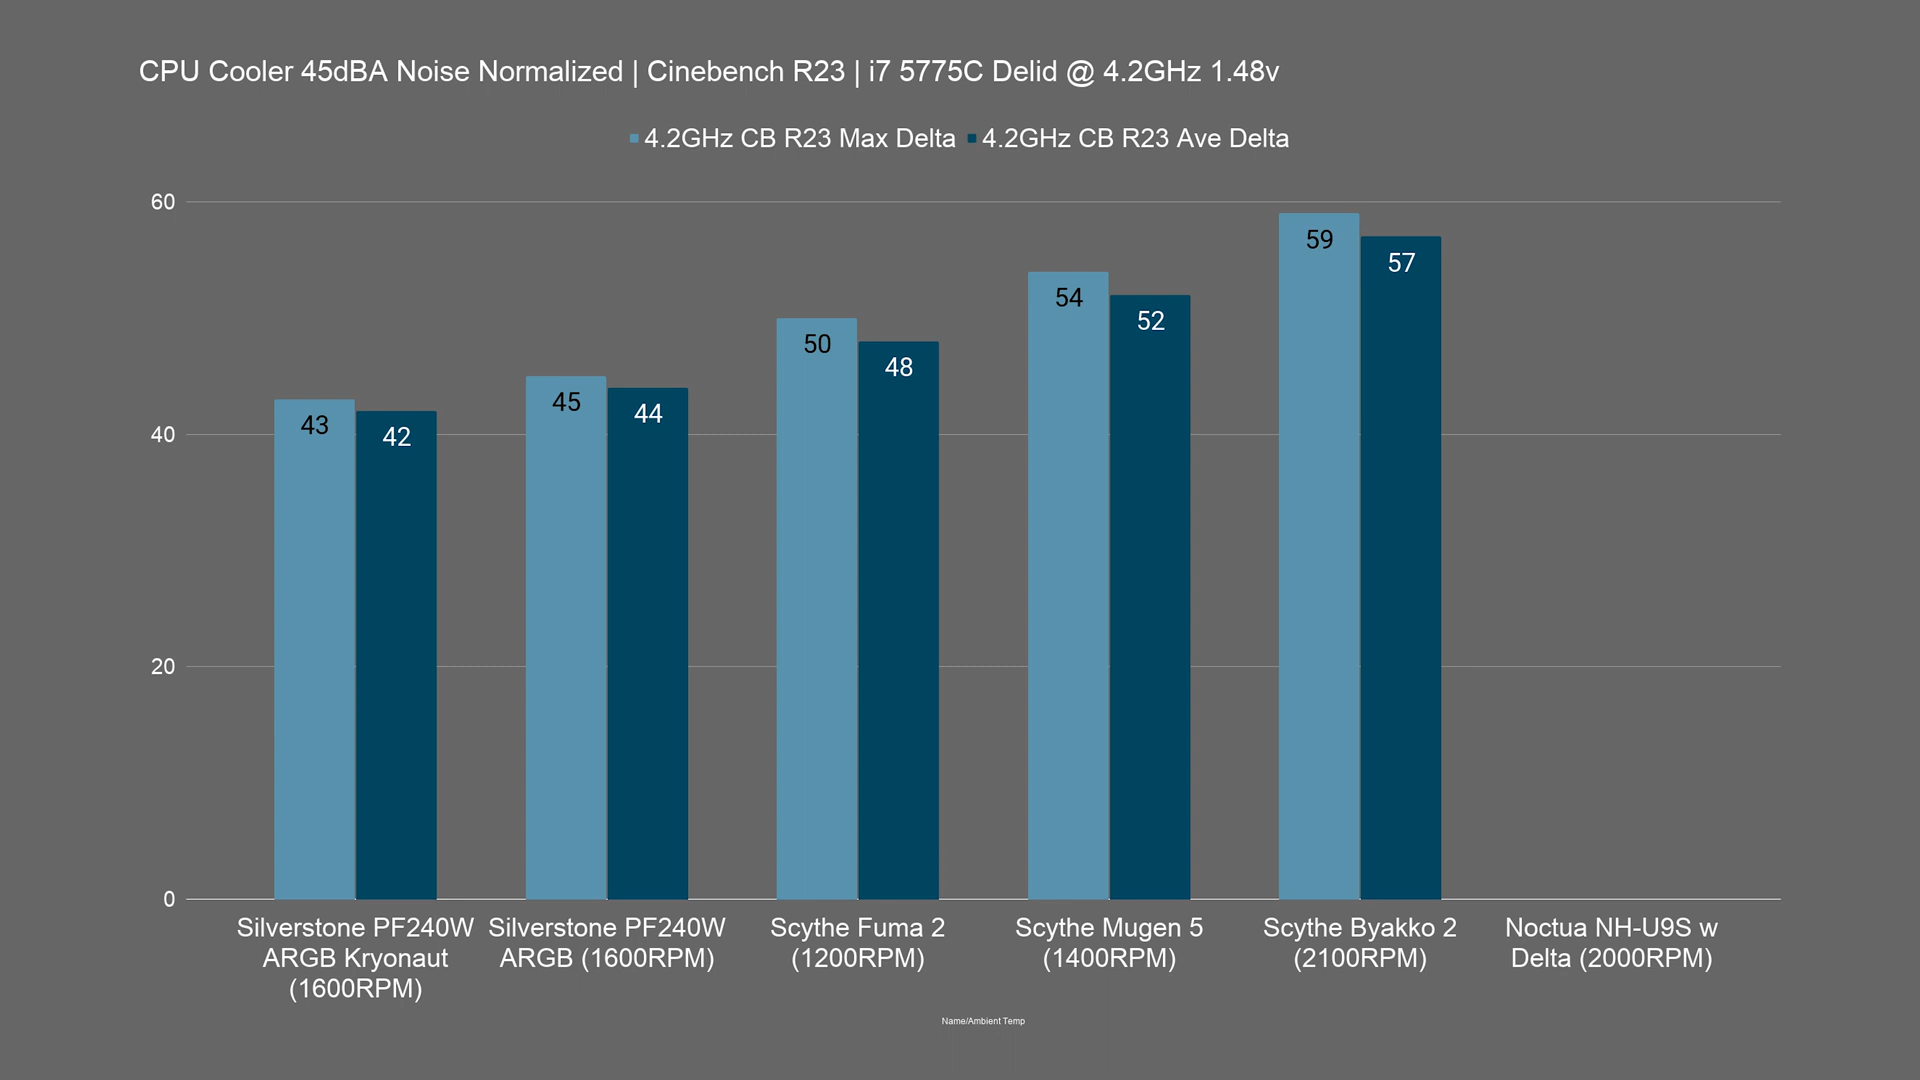 CPU Cooler 45dBA Noise Normalized | Cinebench R23 | i7 5775C Delid @ 4.2GHz 1.48v
4.2GHz CB R23 Max Delta 4.2GHz CB R23 Ave Delta
60
40
20
0
43
42
45
44
50
48
54
52
59
57
Silverstone PF240W
ARGB Kryonaut
(1600RPM)
Silverstone PF240W
ARGB (1600RPM)
Scythe Fuma 2
(1200RPM)
Scythe Mugen 5
(1400RPM)
Scythe Byakko 2
(2100RPM)
Noctua NH-U9S w
Delta (2000RPM)
Name/Ambient Temp